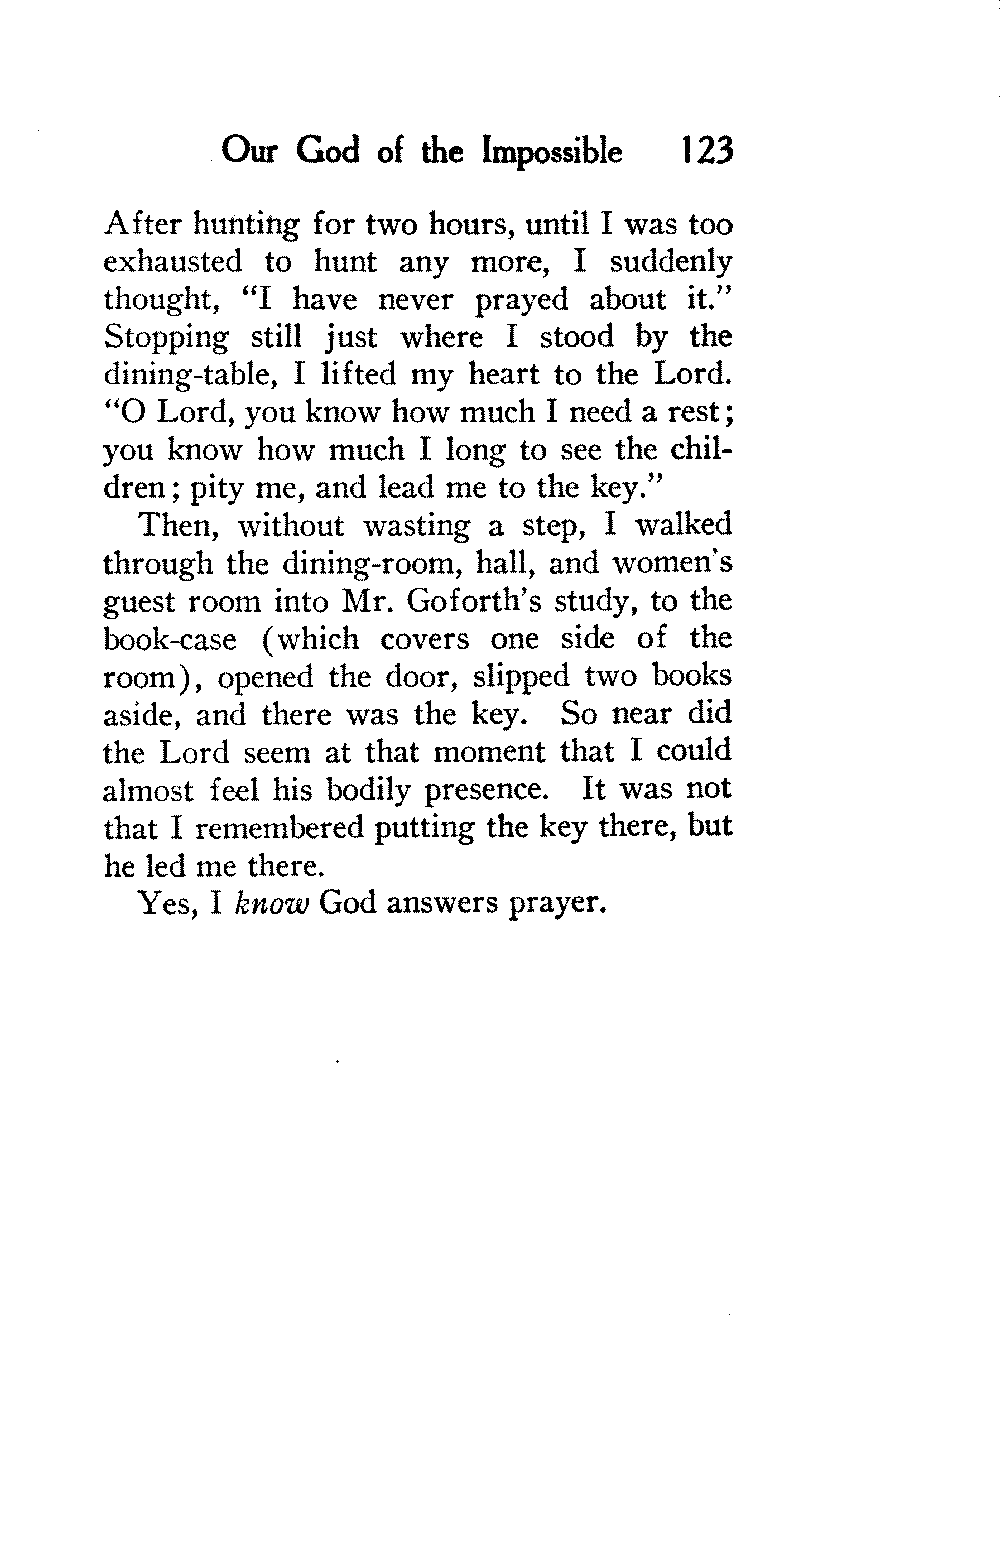 Our God of the Impossible 123
After hunting for two hours, until I was too
exhausted to hunt any more, I suddenly
thought, “I have never prayed about it.”
Stopping still just where I stood by the
dining-table, I lifted my heart to the Lord.
“O Lord, you know how much I need a rest;
you know how much I long to see the chil-
dren; pity me, and lead me to the key.”
Then, without wasting a step, I walked
through the dining-room, hall, and women's
guest room into Mr. Goforth's study, to the
book-case (which covers one side of the
room), opened the door, slipped two books
aside, and there was the key. So near did
the Lord seem at that moment that I could
almost feel his bodily presence. It was not
that I remembered putting the key there, but
he led me there.
Yes, I know God answers prayer.